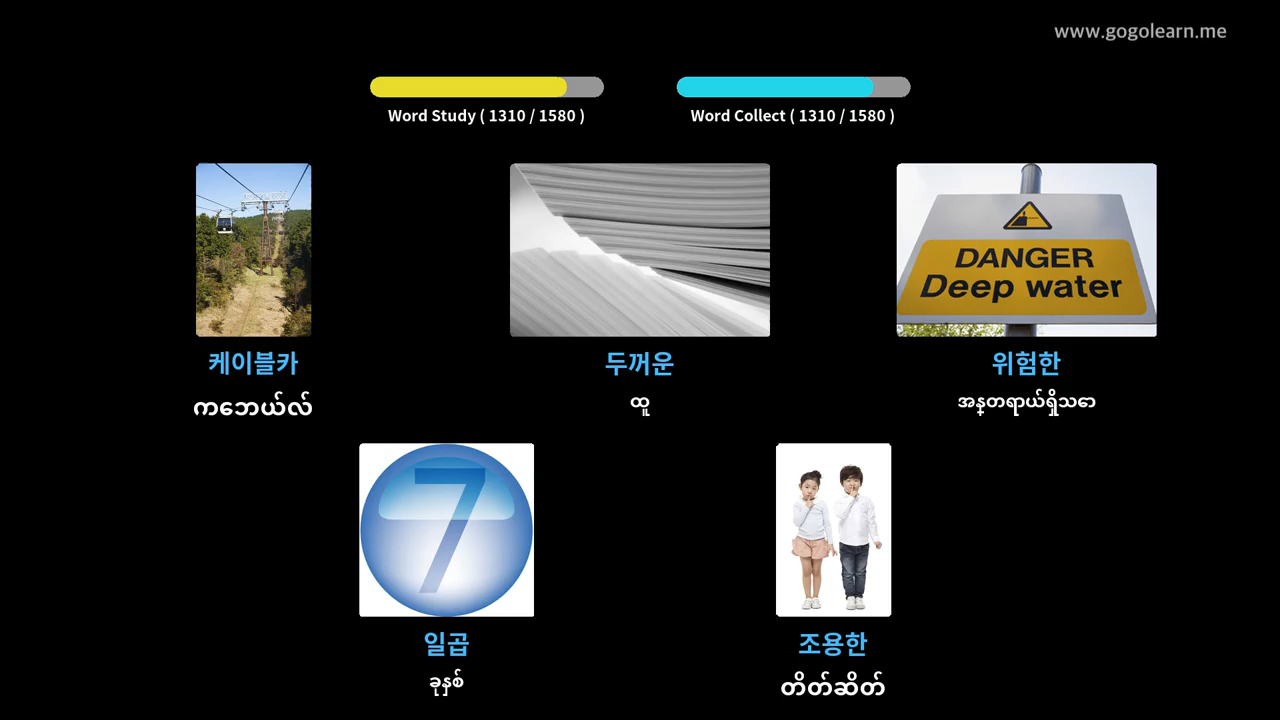 www.gogolearn.me
Word Study ( 1310 / 1580 )
Word Collect ( 1310 / 1580 )
DANGER
Deep water
케이블카
두꺼운
위험한
ကဘေယ်လ်
ထူ
အန္တရာယ်ရှိသော
7
일곱
조용한
ခုနှစ်
တိတ်ဆိတ်